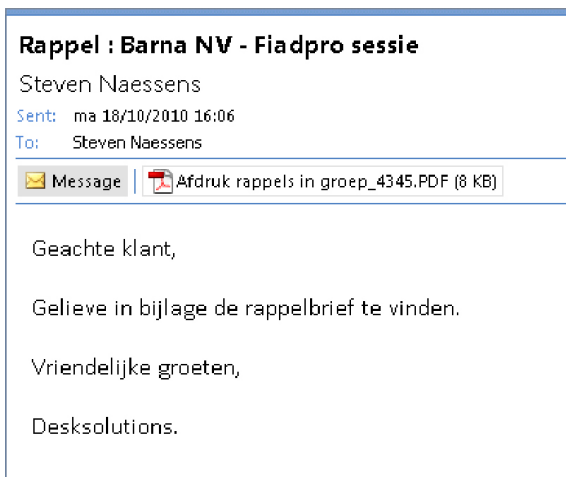 Rappel : Barna NV - Fiadpro sessie
Steven Naessens
Sent: ma 18/10/2010 16:06
To: Steven Naessens
Message Afdruk rappels in groep_4345.PDF (8 KB)
Geachte klant,
Gelieve in bijlage de rappelbrief te vinden.
Vriendelijke groeten,
Desksolutions.